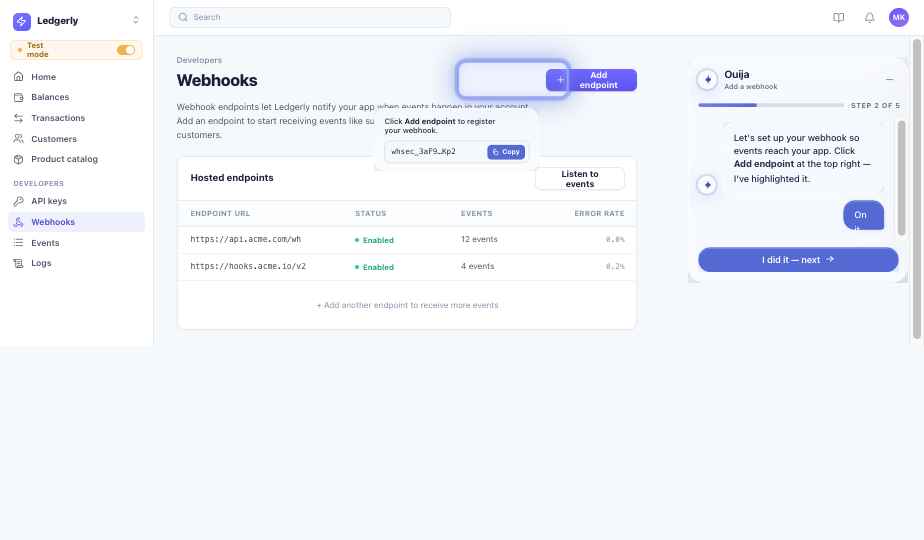 Ledgerly
Test
mode
Home
Balances
Transactions
Customers
Product catalog
DEVELOPERS
API keys
Webhooks
Events
Logs
Search
MK
Developers
Webhooks
Add
endpoint
Webhook endpoints let Ledgerly notify your app when events happen in your account.
Add an endpoint to start receiving events like su
customers.
Click Add endpoint to register
your webhook.
whsec_3aF9…Kp2
Copy
Hosted endpoints
Listen to
events
ENDPOINT URL STATUS EVENTS ERROR RATE
https://api.acme.com/wh Enabled 12 events 0.0%
https://hooks.acme.io/v2 Enabled 4 events 0.2%
+ Add another endpoint to receive more events
Ouija
Add a webhook
STEP 2 OF 5
Let's set up your webhook so
events reach your app. Click
Add endpoint at the top right —
I've highlighted it.
On
it
I did it — next →